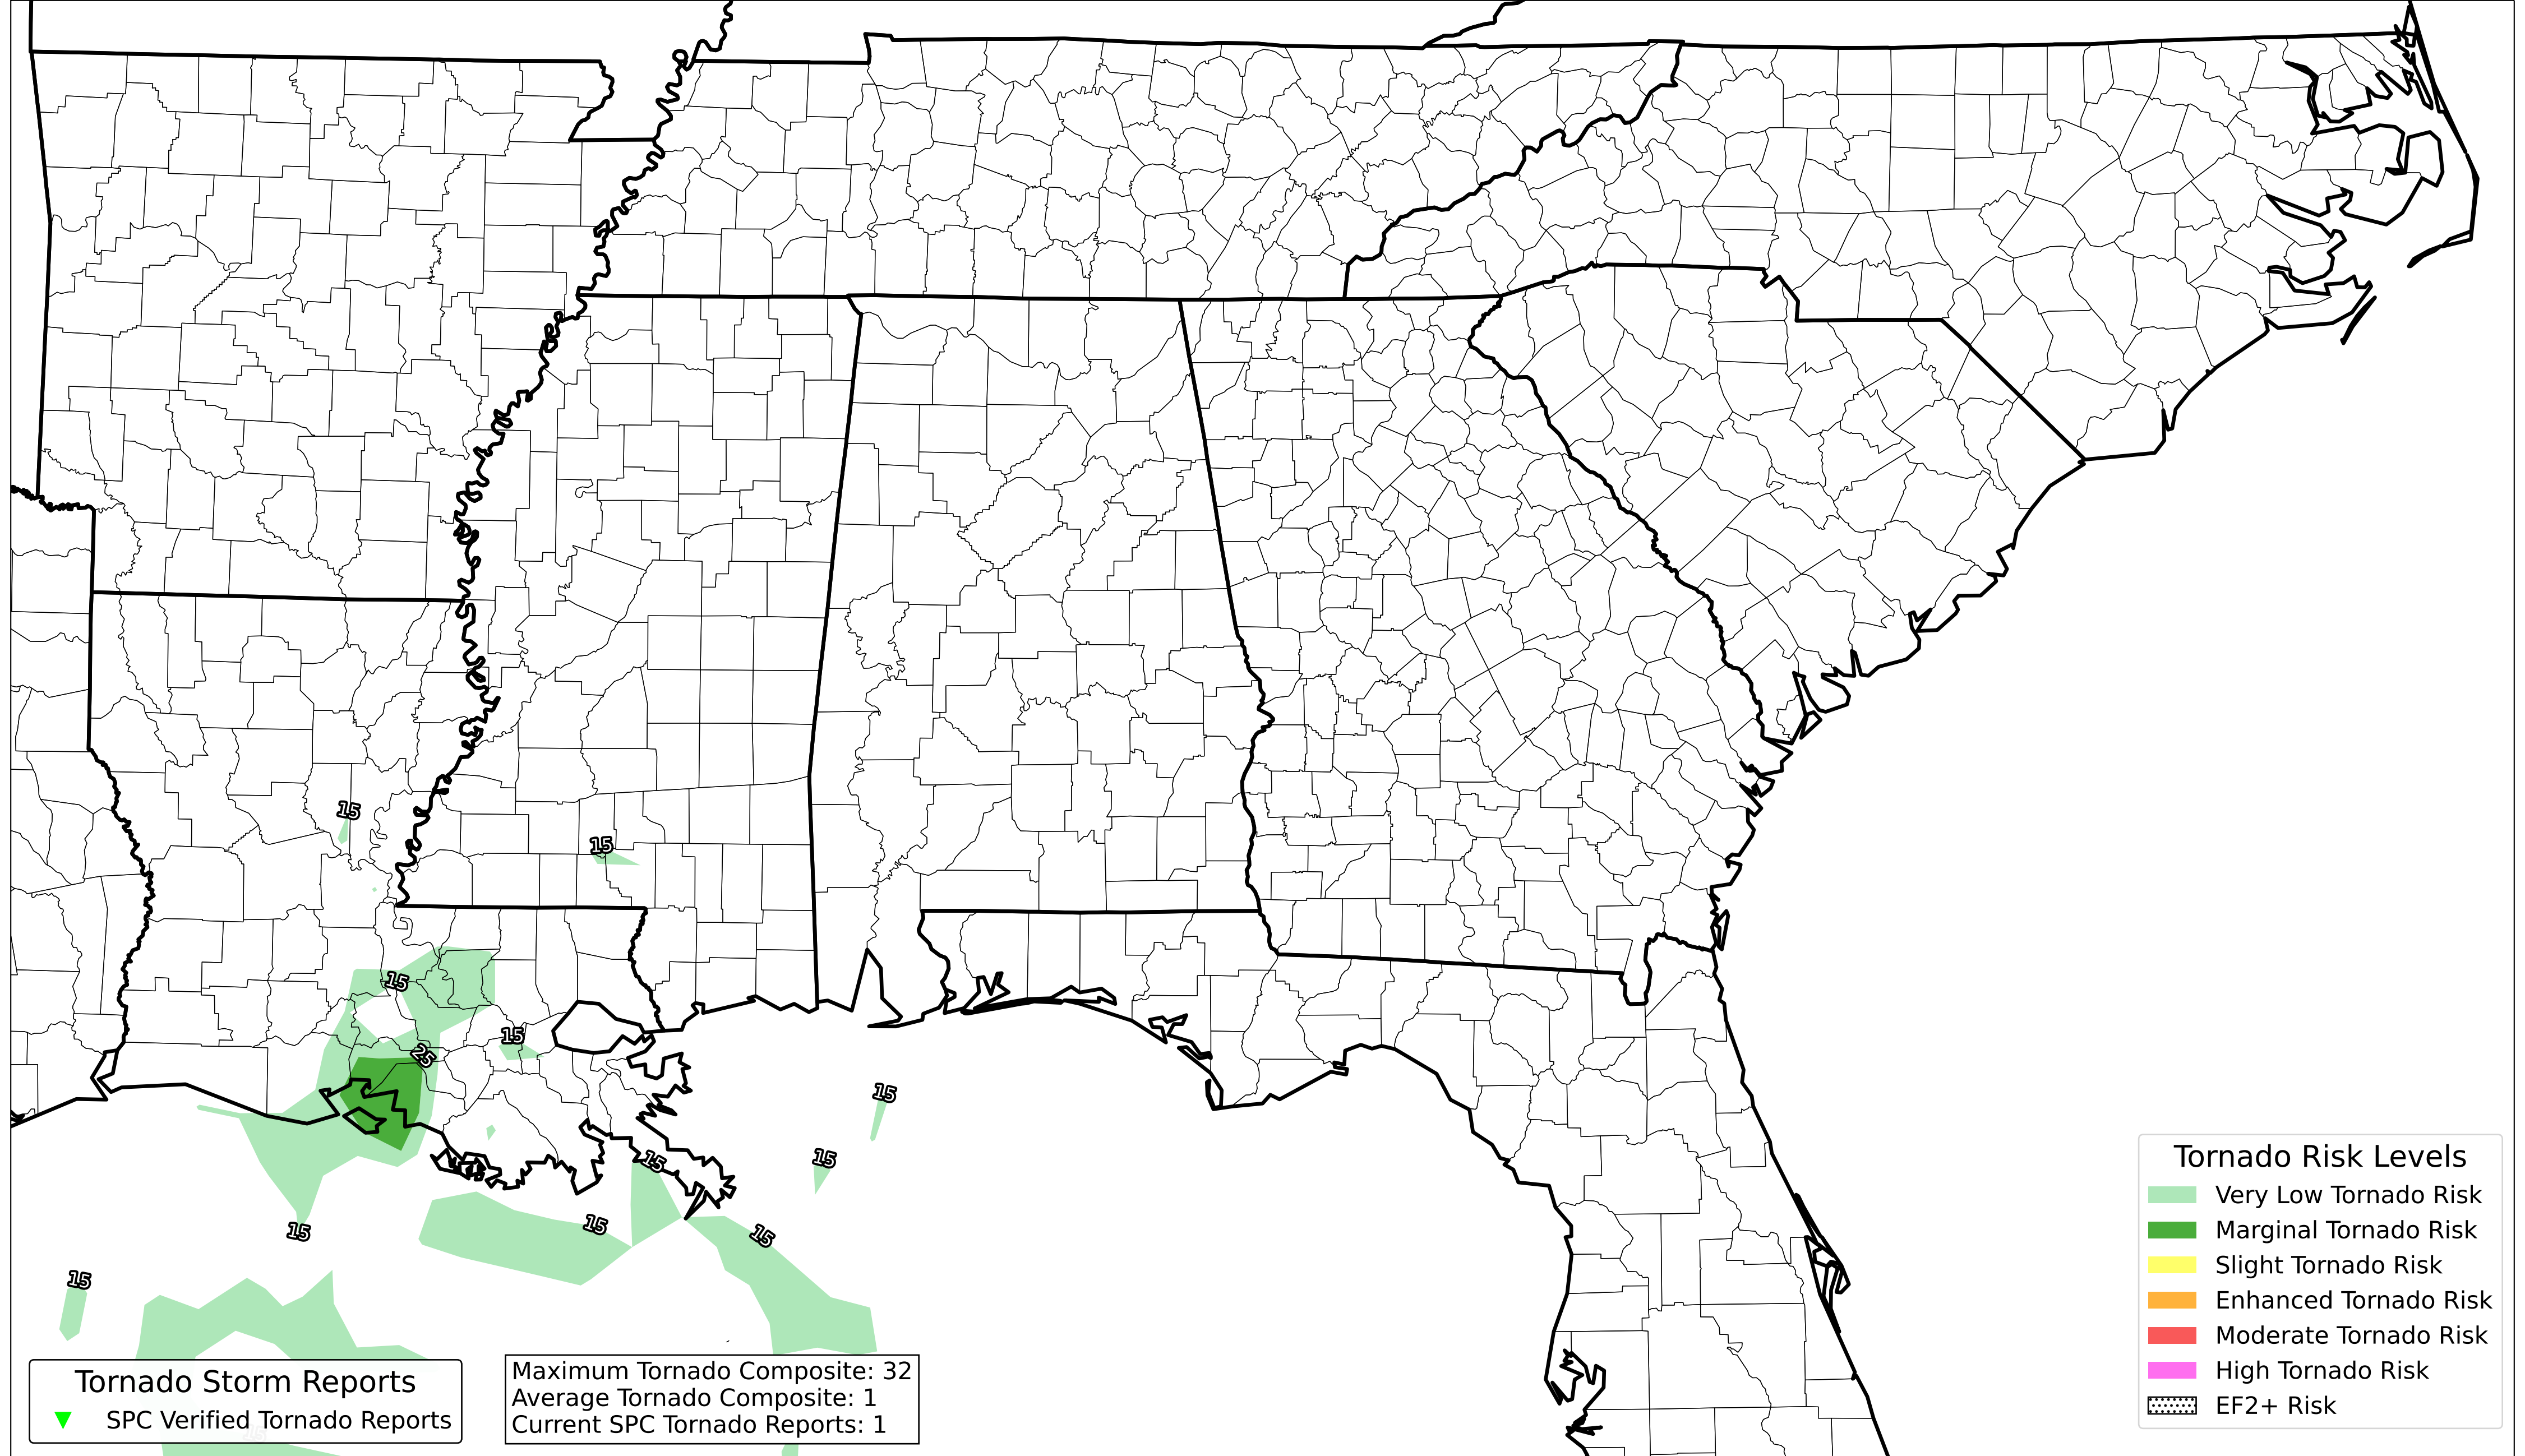 15
15
15
15
25
15
15
15
15
15
15
15
Tornado Risk Levels
Very Low Tornado Risk
Marginal Tornado Risk
Slight Tornado Risk
Enhanced Tornado Risk
Moderate Tornado Risk
High Tornado Risk
EF2+ Risk
Tornado Storm Reports
SPC Verified Tornado Reports
15
Maximum Tornado Composite: 32
Average Tornado Composite: 1
Current SPC Tornado Reports: 1